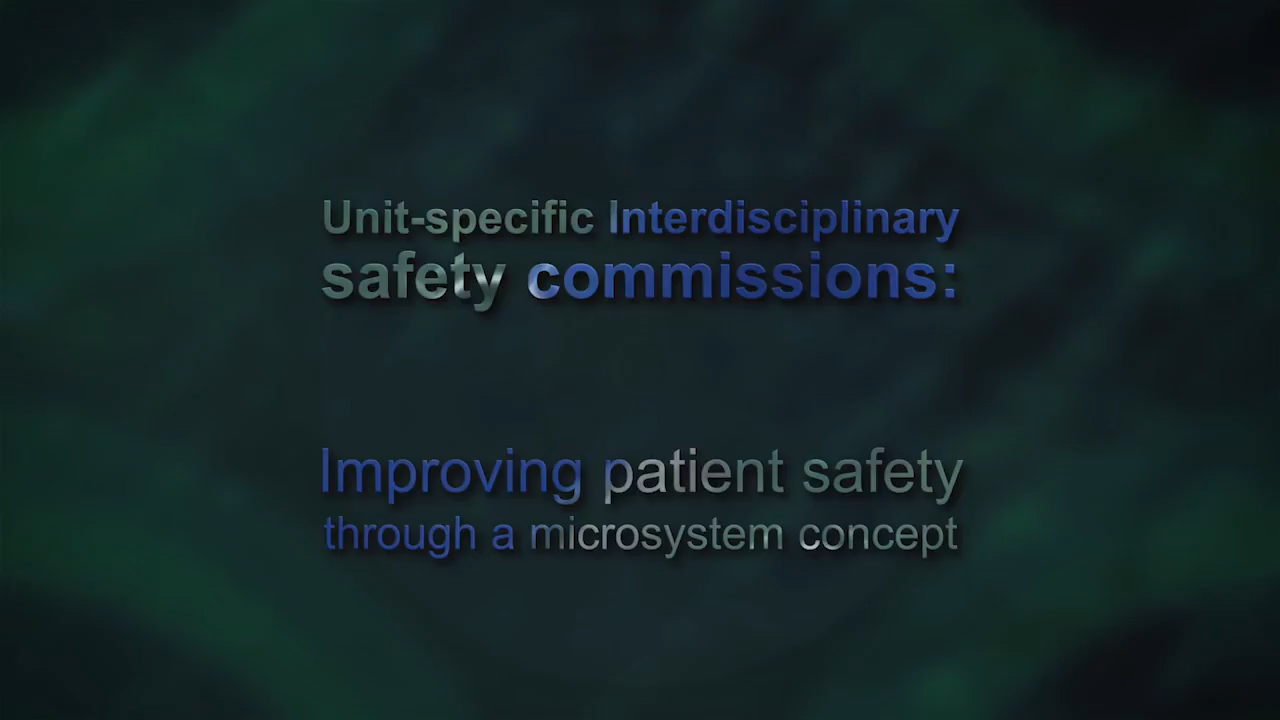 Unit-specific Interdisciplinary
safety commissions:
Improving patient safety
through a microsystem concept